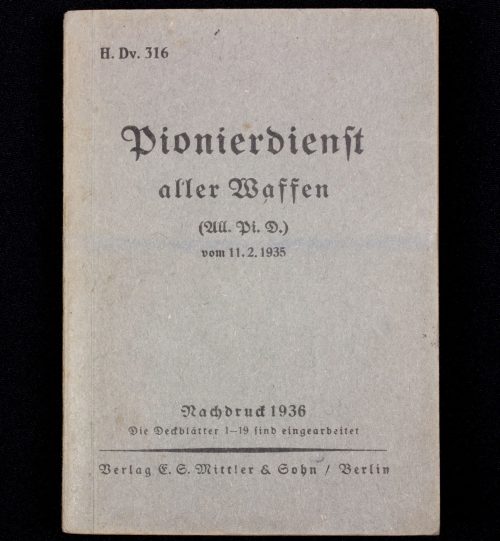 H. Dv. 316
Pionierdienst
aller Waffen
(All. Pi. D.)
vom 11. 2. 1935
Nachdruck 1936
Die Deckblätter 1–19 sind eingearbeitet
Verlag E. S. Mittler & Sohn / Berlin